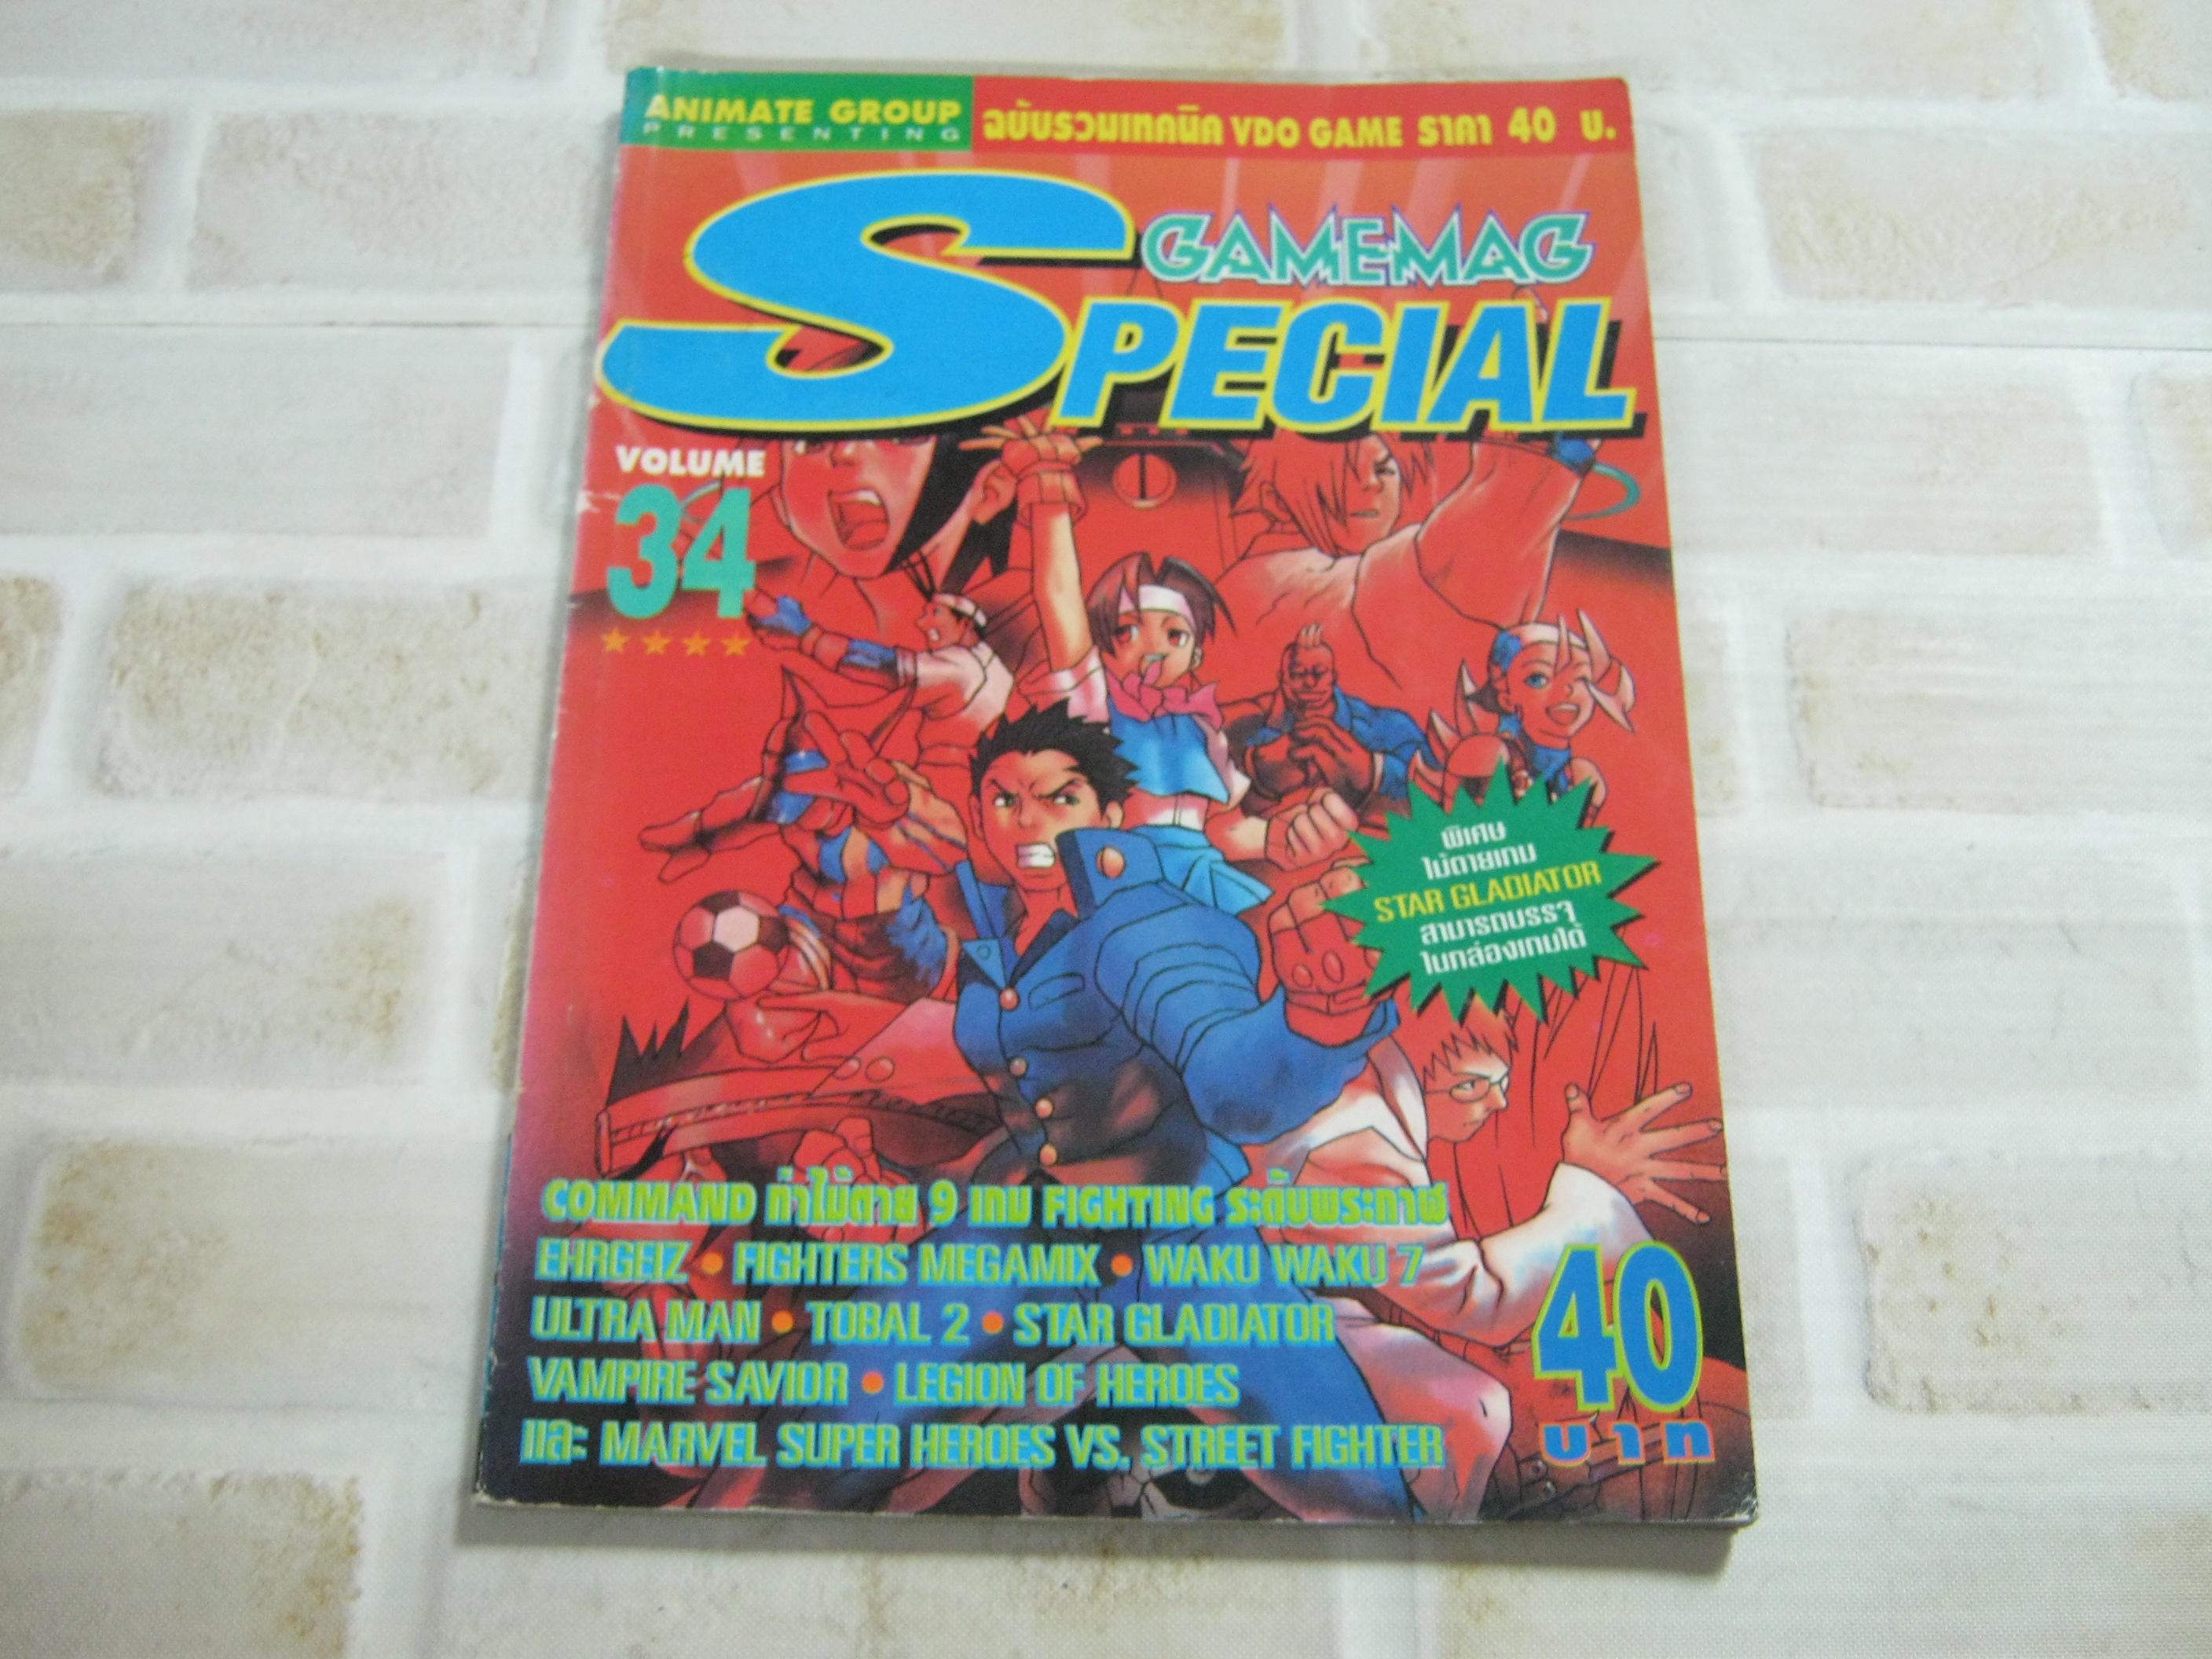 ANIMATE GROUP
PRESENTING
ฉบับรวมเทคนิค VDO GAME ราคา 40 บ.
GAMEMAG
SPECIAL
VOLUME
34
พิเศษ
ไม้ตายเกม
STAR GLADIATOR
สามารถบรรจุ
ในกล่องเกมได้
COMMAND ท่าไม้ตาย 9 เกม FIGHTING ระดับพระกาฬ
EHRGEIZ • FIGHTERS MEGAMIX • WAKU WAKU 7
ULTRA MAN • TOBAL 2 • STAR GLADIATOR
VAMPIRE SAVIOR • LEGION OF HEROES
และ MARVEL SUPER HEROES VS. STREET FIGHTER
40
บาท